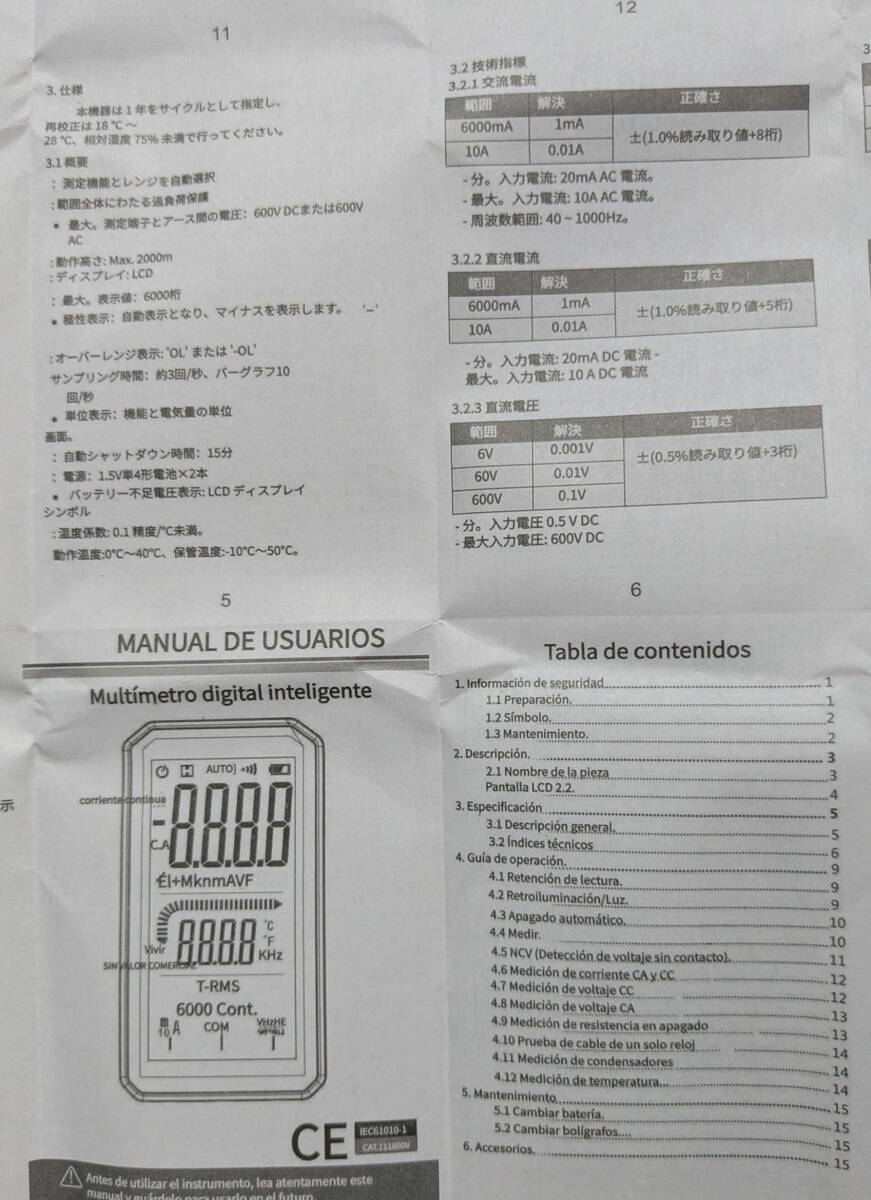 11
3. 仕様
本機器は1年をサイクルとして指定し、
再校正は18 ℃ ～
28 ℃、相対湿度 75% 未満で行ってください。
3.1 概要
: 測定機能とレンジを自動選択
: 範囲全体にわたる過負荷保護
• 最大。測定端子とアース間の電圧: 600V DCまたは600V
AC
: 動作高さ: Max. 2000m
: ディスプレイ: LCD
: 最大。表示値: 6000桁
• 極性表示: 自動表示となり、マイナスを表示します。 '–'
: オーバーレンジ表示: 'OL' または '-OL'
サンプリング時間: 約3回/秒、バーグラフ10
回/秒
• 単位表示: 機能と電気量の単位
画面。
: 自動シャットダウン時間: 15分
: 電源: 1.5V単4形電池×2本
• バッテリー不足電圧表示: LCD ディスプレイ
シンボル
: 温度係数: 0.1 精度/℃未満。
動作温度:0℃～40℃、保管温度:-10℃～50℃。
5
12
3.2 技術指標
3.2.1 交流電流
範囲 解決 正確さ
6000mA 1mA ±(1.0%読み取り値+8桁)
10A 0.01A
- 分。入力電流: 20mA AC 電流。
- 最大。入力電流: 10A AC 電流。
- 周波数範囲: 40 ~ 1000Hz。
3.2.2 直流電流
範囲 解決 正確さ
6000mA 1mA ±(1.0%読み取り値+5桁)
10A 0.01A
- 分。入力電流: 20mA DC 電流 -
最大。入力電流: 10 A DC 電流
3.2.3 直流電圧
範囲 解決 正確さ
6V 0.001V ±(0.5%読み取り値+3桁)
60V 0.01V
600V 0.1V
- 分。入力電圧 0.5 V DC
- 最大入力電圧: 600V DC
6
3
示
MANUAL DE USUARIOS
Multímetro digital inteligente
AUTO]
corriente continua
-8.8.8.8
C.A
Él+MknmAVF
8.8.8.8
°C
°F
KHz
Vivir
SIN VALOR COMERCIAL
T-RMS
6000 Cont.
m
10 A COM VHzHE
CE
IEC61010-1
CAT.111600V
Antes de utilizar el instrumento, lea atentamente este
manual y guárdelo para usarlo en el futuro.
Tabla de contenidos
1. Información de seguridad 1
1.1 Preparación. 1
1.2 Símbolo. 2
1.3 Mantenimiento. 2
2. Descripción. 3
2.1 Nombre de la pieza 3
Pantalla LCD 2.2. 4
3. Especificación 5
3.1 Descripción general. 5
3.2 Índices técnicos 6
4. Guía de operación. 9
4.1 Retención de lectura. 9
4.2 Retroiluminación/Luz. 9
4.3 Apagado automático. 10
4.4 Medir. 10
4.5 NCV (Detección de voltaje sin contacto). 11
4.6 Medición de corriente CA y CC 12
4.7 Medición de voltaje CC 12
4.8 Medición de voltaje CA 13
4.9 Medición de resistencia en apagado 13
4.10 Prueba de cable de un solo reloj 14
4.11 Medición de condensadores 14
4.12 Medición de temperatura... 14
5. Mantenimiento 15
5.1 Cambiar batería. 15
5.2 Cambiar bolígrafos.... 15
6. Accesorios. 15